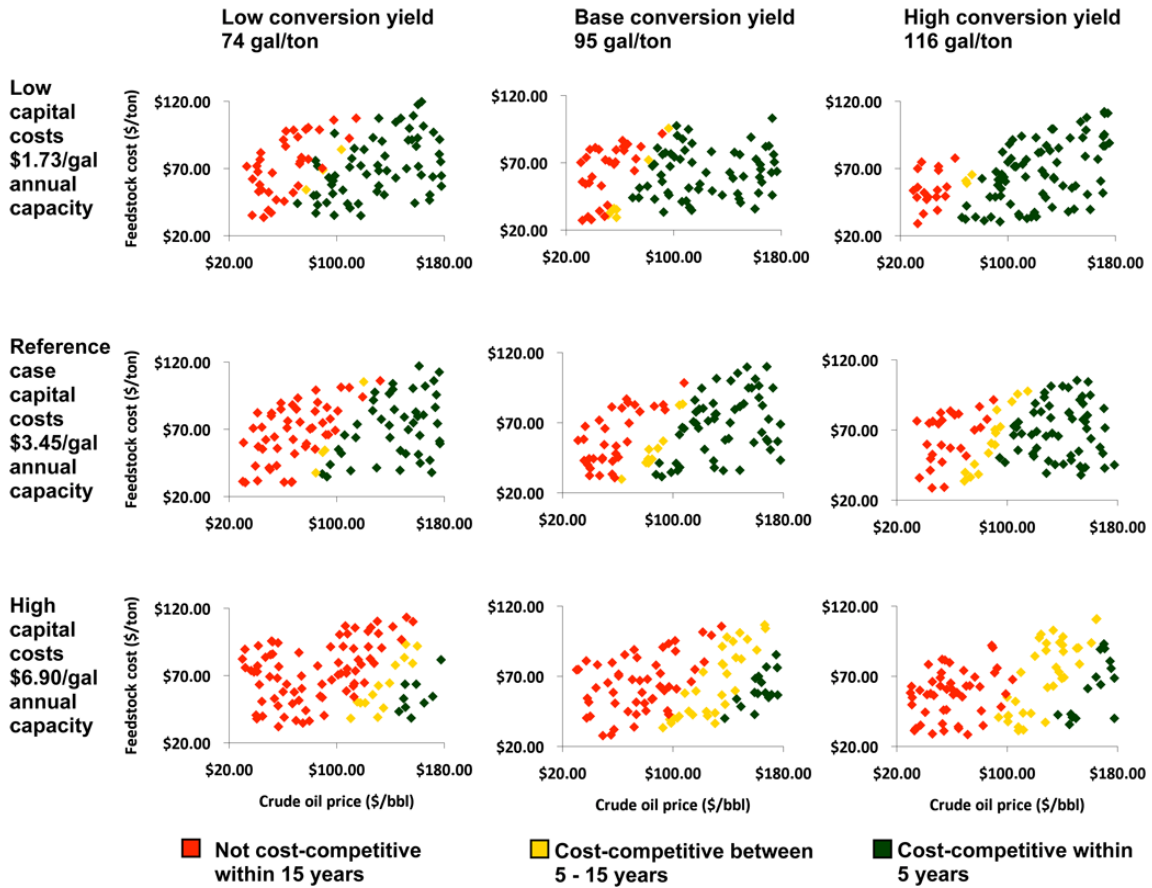 Low conversion yield
74 gal/ton
Base conversion yield
95 gal/ton
High conversion yield
116 gal/ton
Low
capital
costs
$1.73/gal
annual
capacity
Feedstock cost ($/ton)
$120.00
$70.00
$20.00
$20.00 $100.00 $180.00
$120.00
$70.00
$20.00
$20.00 $100.00 $180.00
$120.00
$70.00
$20.00
$20.00 $100.00 $180.00
Reference
case
capital
costs
$3.45/gal
annual
capacity
Feedstock cost ($/ton)
$120.00
$70.00
$20.00
$20.00 $100.00 $180.00
$120.00
$70.00
$20.00
$20.00 $100.00 $180.00
$120.00
$70.00
$20.00
$20.00 $100.00 $180.00
High
capital
costs
$6.90/gal
annual
capacity
Feedstock cost ($/ton)
$120.00
$70.00
$20.00
$20.00 $100.00 $180.00
Crude oil price ($/bbl)
$120.00
$70.00
$20.00
$20.00 $100.00 $180.00
Crude oil price ($/bbl)
$120.00
$70.00
$20.00
$20.00 $100.00 $180.00
Crude oil price ($/bbl)
Not cost-competitive
within 15 years
Cost-competitive between
5 - 15 years
Cost-competitive within
5 years